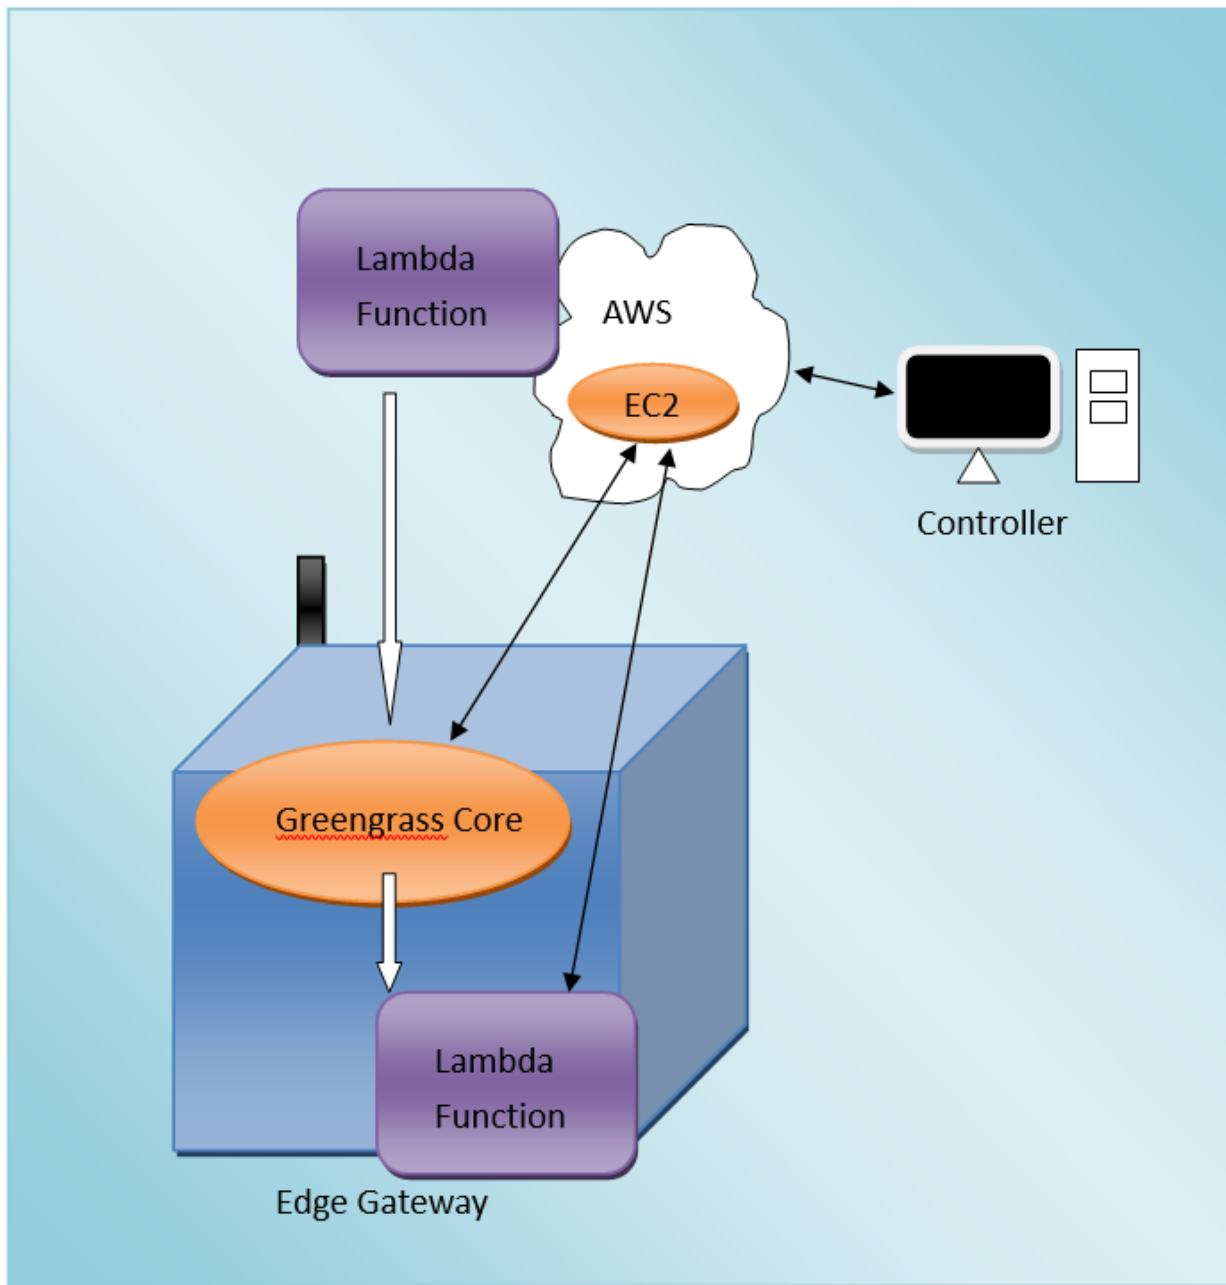 Lambda
Function
AWS
EC2
Controller
Greengrass Core
Lambda
Function
Edge Gateway